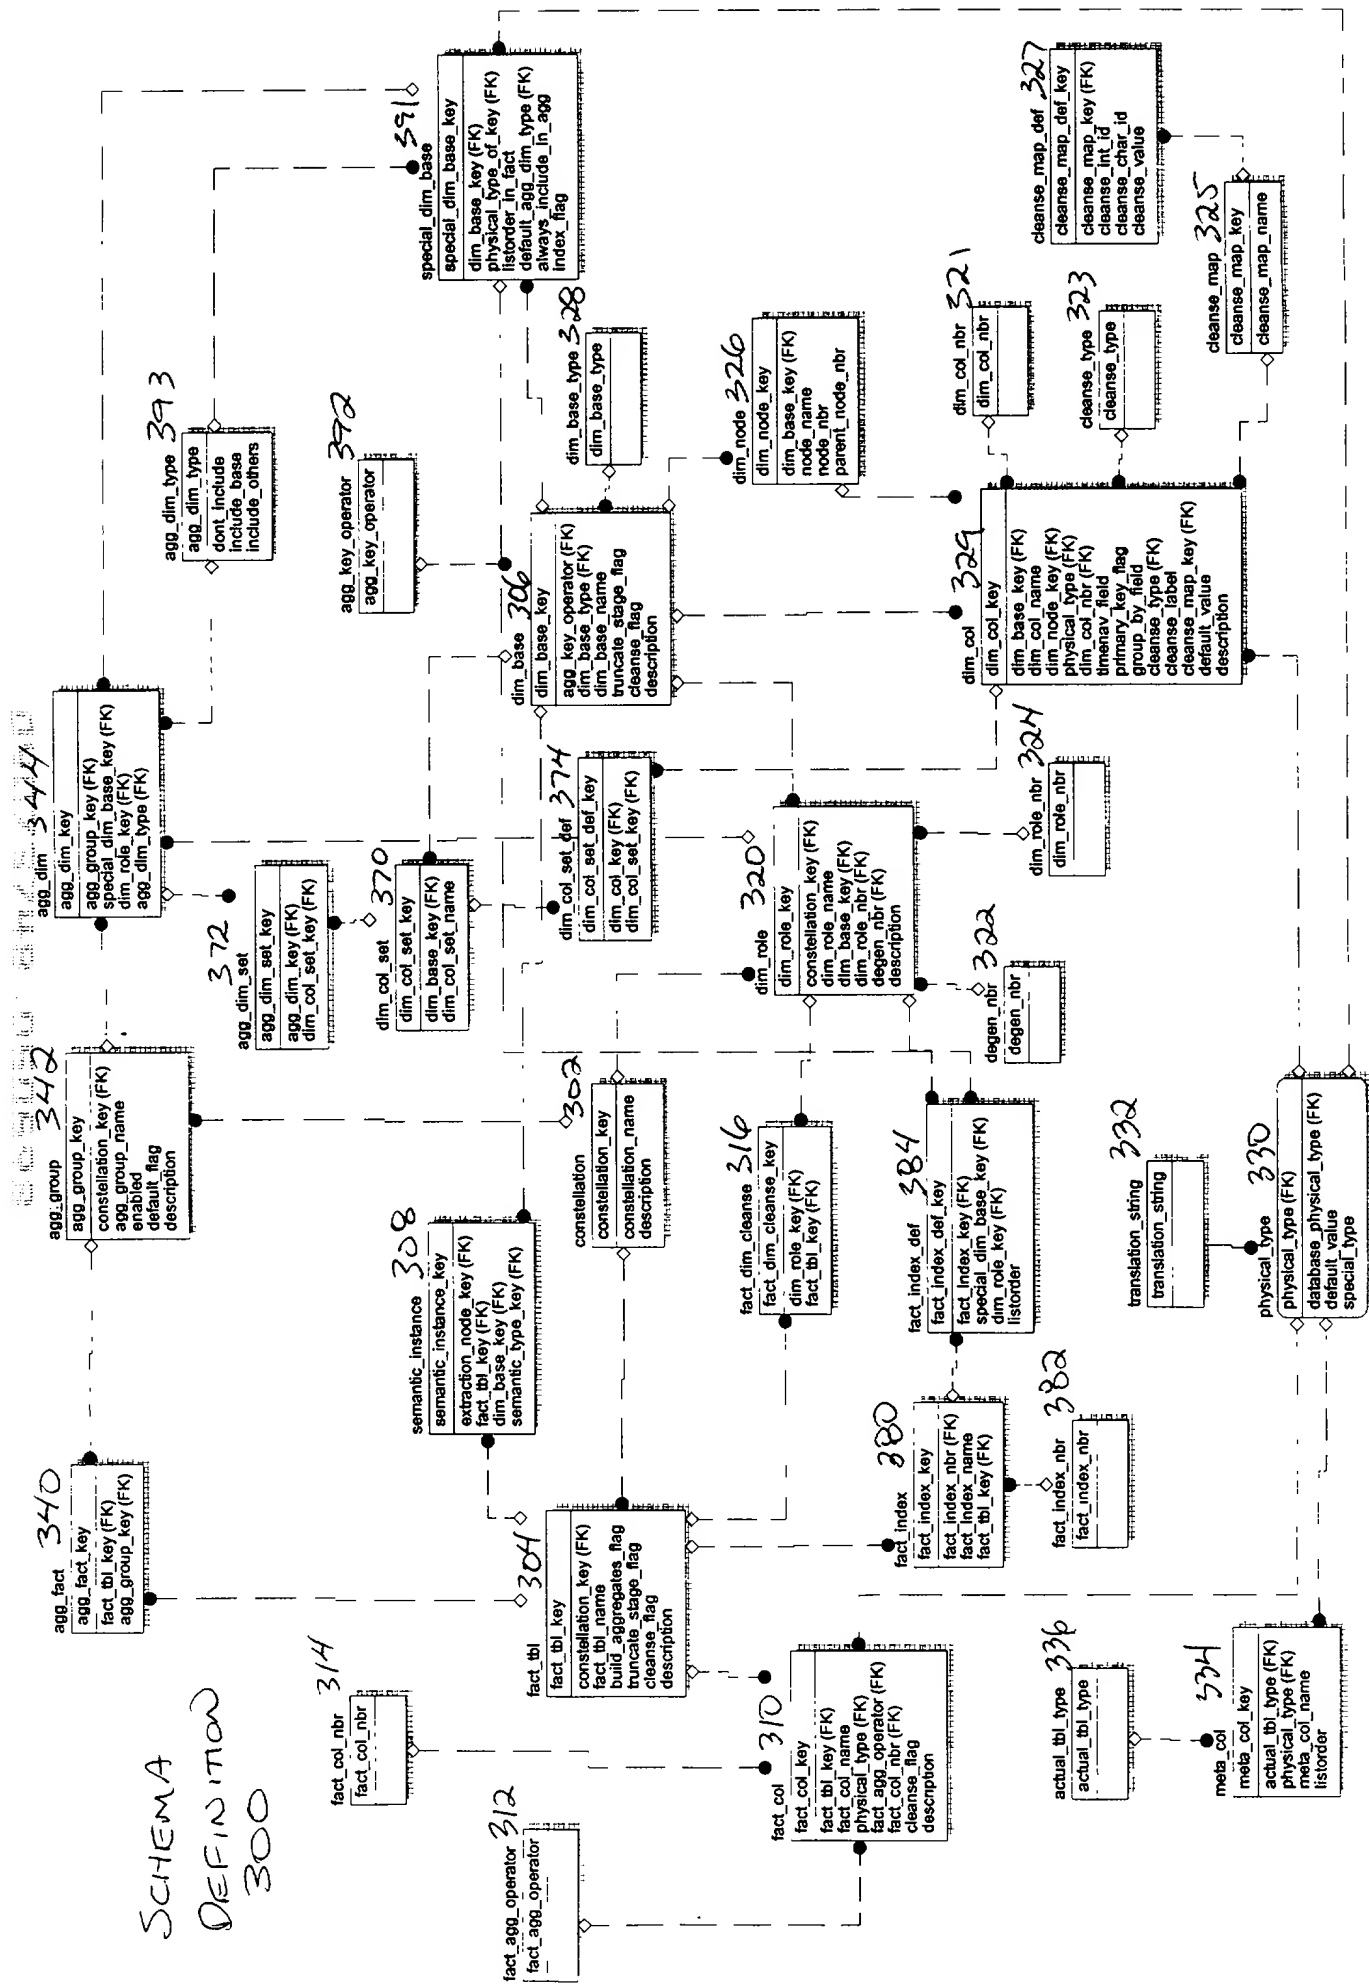 SCHEMA
DEFINITION
300
agg_fact 340
agg_fact_key
fact_tbl_key (FK)
agg_group_key (FK)
agg_group 342
agg_group_key
constellation_key (FK)
agg_group_name
enabled
default_flag
description
agg_dim 344
agg_dim_key
agg_group_key (FK)
special_dim_base_key (FK)
dim_role_key (FK)
agg_dim_type (FK)
agg_dim_type 393
agg_dim_type
dont_include
include_base
include_others
372
agg_dim_set
agg_dim_set_key
agg_dim_key (FK)
dim_col_set_key (FK)
fact_col_nbr 314
fact_col_nbr
agg_key_operator 392
agg_key_operator
dim_col_set 370
dim_col_set_key
dim_base_key (FK)
dim_col_set_name
special_dim_base 391
special_dim_base_key
dim_base_key (FK)
physical_type_of_key (FK)
listorder_in_fact
default_agg_dim_type (FK)
always_include_in_agg
index_flag
semantic_instance 308
semantic_instance_key
extraction_node_key (FK)
fact_tbl_key (FK)
dim_base_key (FK)
semantic_type_key (FK)
fact_agg_operator 312
fact_agg_operator
fact_tbl 304
fact_tbl_key
constellation_key (FK)
fact_tbl_name
build_aggregates_flag
truncate_stage_flag
cleanse_flag
description
dim_base 306
dim_base_key
agg_key_operator (FK)
dim_base_type (FK)
dim_base_name
truncate_stage_flag
cleanse_flag
description
dim_base_type 328
dim_base_type
constellation 302
constellation_key
constellation_name
description
dim_col_set_def 374
dim_col_set_def_key
dim_col_key (FK)
dim_col_set_key (FK)
fact_col 310
fact_col_key
fact_tbl_key (FK)
fact_col_name
physical_type (FK)
fact_agg_operator (FK)
fact_col_nbr (FK)
cleanse_flag
description
fact_dim_cleanse 316
fact_dim_cleanse_key
dim_role_key (FK)
fact_tbl_key (FK)
dim_role 320
dim_role_key
constellation_key (FK)
dim_role_name
dim_base_key (FK)
dim_role_nbr (FK)
degen_nbr (FK)
description
dim_node 326
dim_node_key
dim_base_key (FK)
node_name
node_nbr
parent_node_nbr
fact_index 380
fact_index_key
fact_index_nbr (FK)
fact_index_name
fact_tbl_key (FK)
fact_index_def 384
fact_index_def_key
fact_index_key (FK)
special_dim_base_key (FK)
dim_role_key (FK)
listorder
degen_nbr 322
degen_nbr
dim_role_nbr 324
dim_role_nbr
dim_col 329
dim_col_key
dim_base_key (FK)
dim_col_name
dim_node_key (FK)
physical_type (FK)
dim_col_nbr (FK)
timenav_field
primary_key_flag
group_by_field
cleanse_type (FK)
cleanse_label
cleanse_map_key (FK)
default_value
description
dim_col_nbr 321
dim_col_nbr
cleanse_type 323
cleanse_type
cleanse_map_def 327
cleanse_map_def_key
cleanse_map_key (FK)
cleanse_int_id
cleanse_char_id
cleanse_value
cleanse_map 325
cleanse_map_key
cleanse_map_name
actual_tbl_type 336
actual_tbl_type
fact_index_nbr 382
fact_index_nbr
translation_string 332
translation_string
meta_col 334
meta_col_key
actual_tbl_type (FK)
physical_type (FK)
meta_col_name
listorder
physical_type 330
physical_type (FK)
database_physical_type (FK)
default_value
special_type